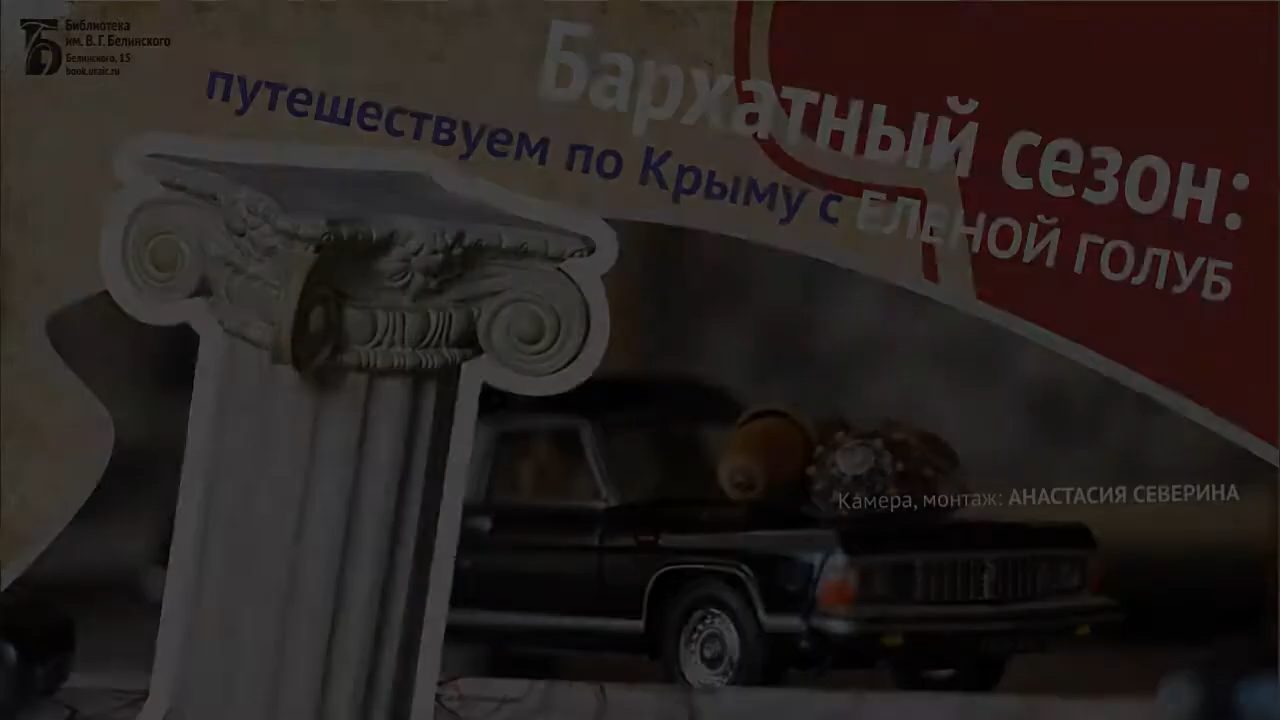 Библиотека
им. В. Г. Белинского
Белинского, 15
book.uraic.ru
Бархатный сезон:
путешествуем по Крыму с ЕЛЕНОЙ ГОЛУБ
Камера, монтаж: АНАСТАСИЯ СЕВЕРИНА